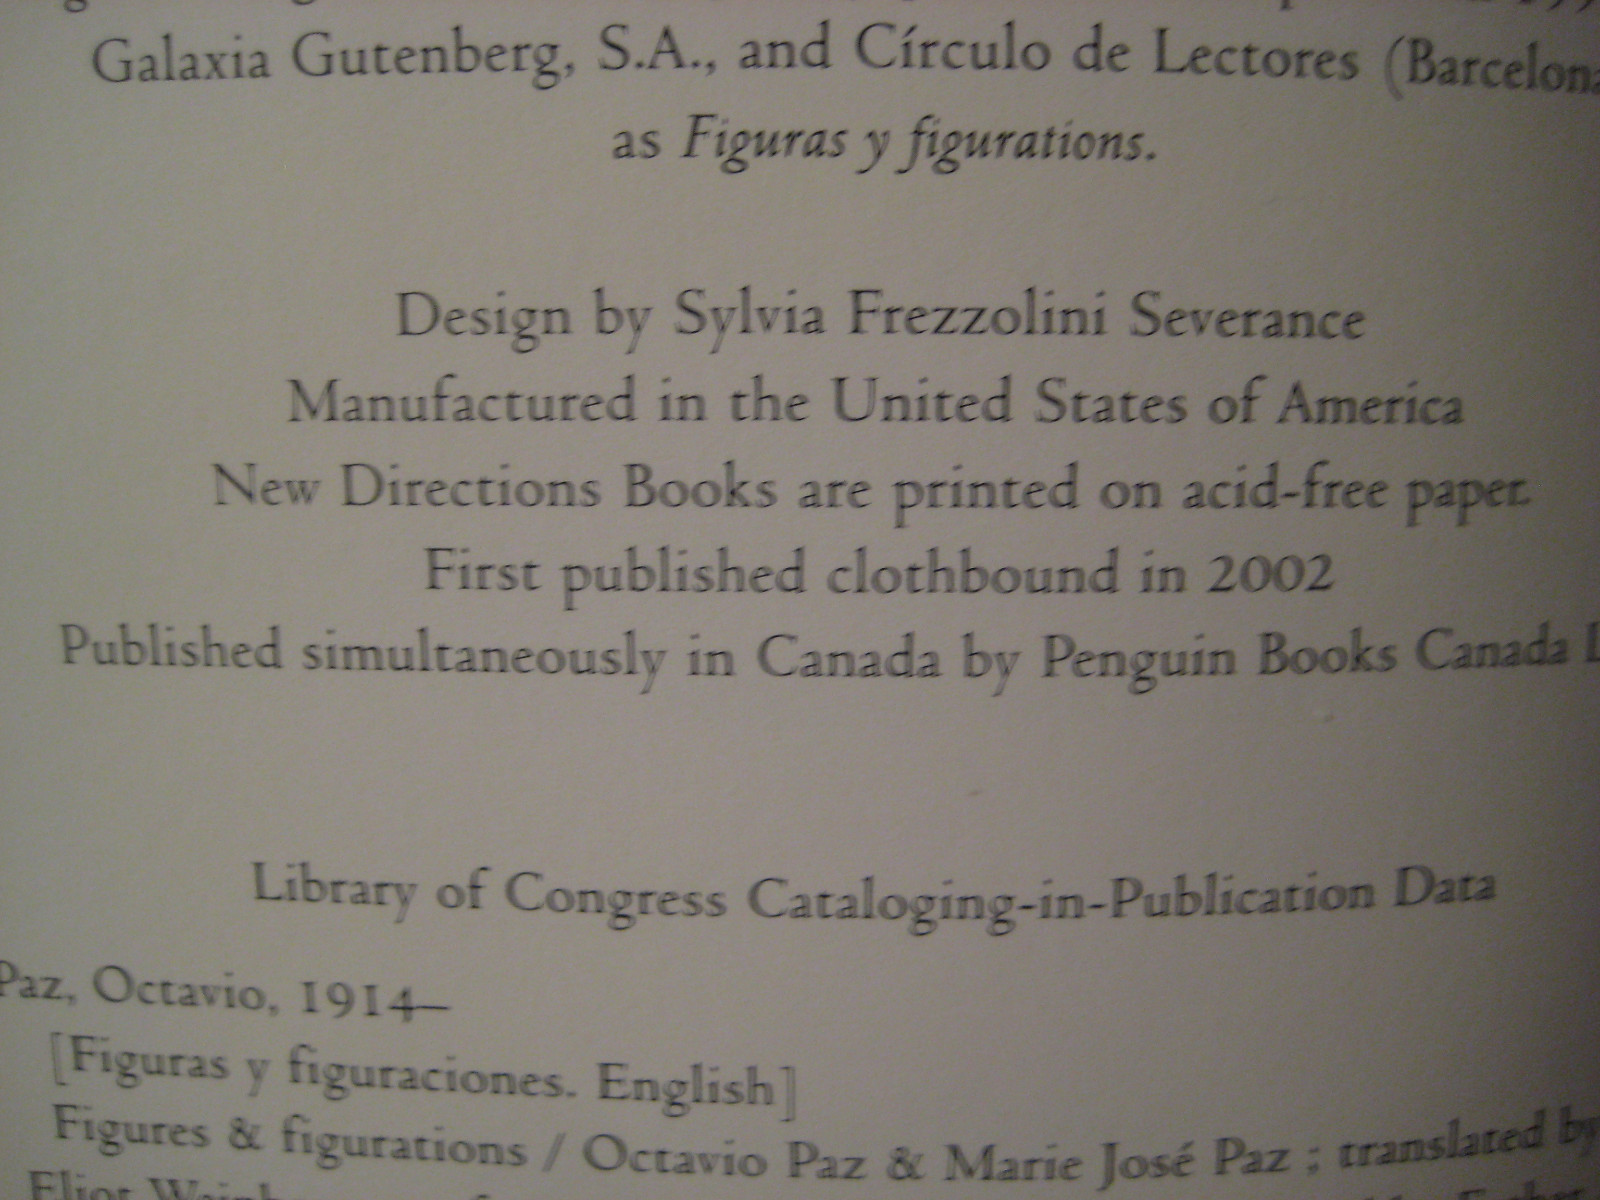 Galaxia Gutenberg, S.A., and Círculo de Lectores (Barcelona
as Figuras y figurations.
Design by Sylvia Frezzolini Severance
Manufactured in the United States of America
New Directions Books are printed on acid-free paper.
First published clothbound in 2002
Published simultaneously in Canada by Penguin Books Canada
Library of Congress Cataloging-in-Publication Data
Paz, Octavio, 1914–
[Figuras y figuraciones. English]
Figures & figurations / Octavio Paz & Marie José Paz ; translated by
Eliot